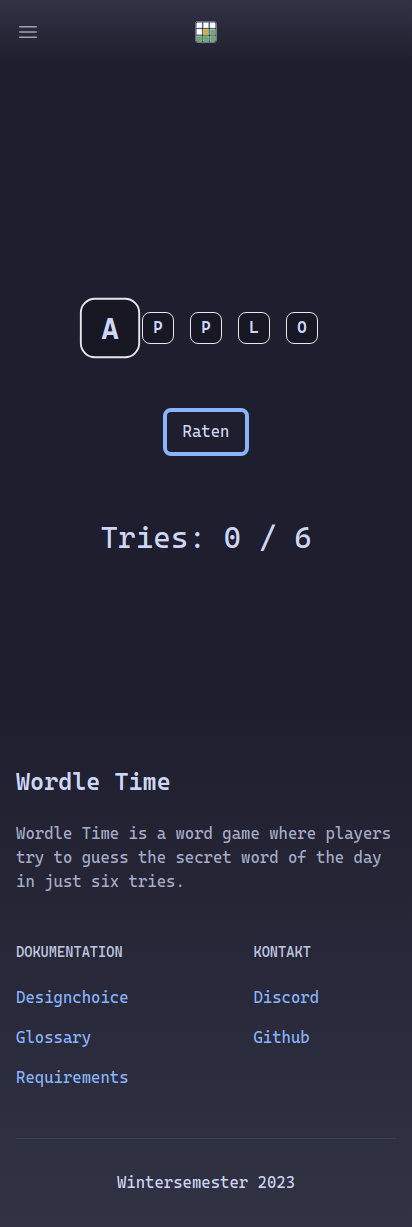 A P P L O
Raten
Tries: 0 / 6
Wordle Time
Wordle Time is a word game where players
try to guess the secret word of the day
in just six tries.
DOKUMENTATION KONTAKT
Designchoice Discord
Glossary Github
Requirements
Wintersemester 2023